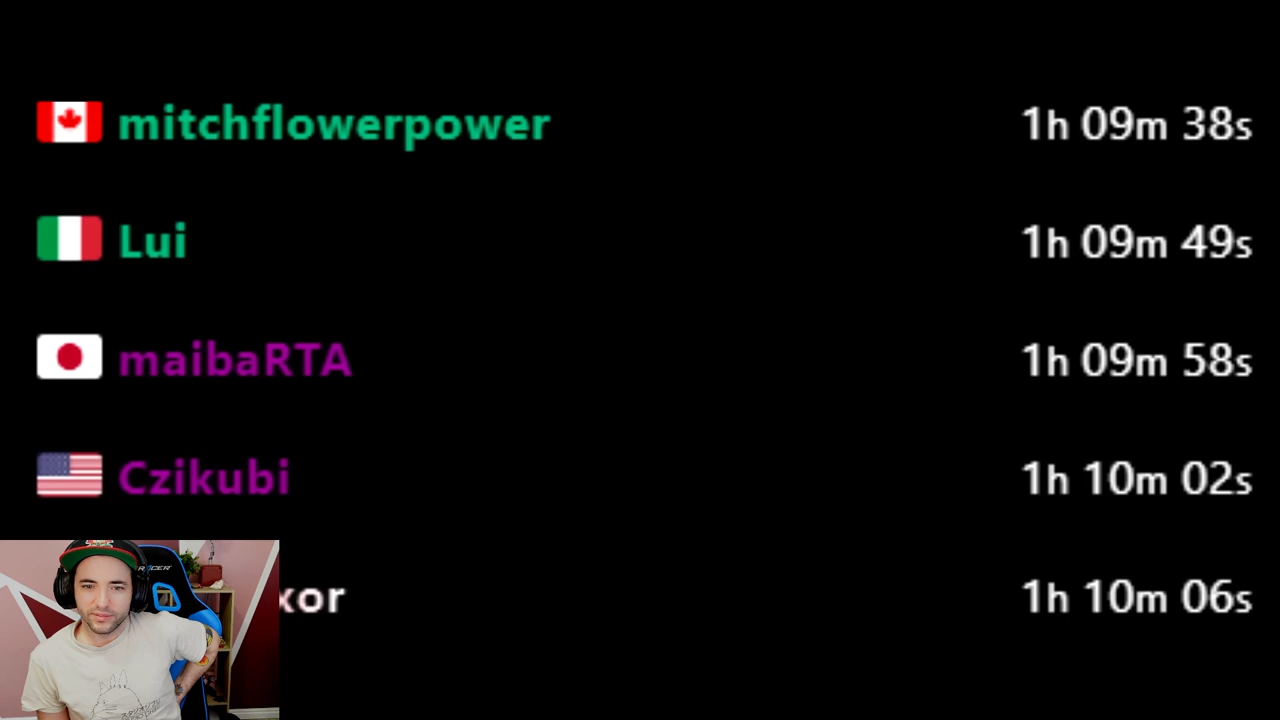 mitchflowerpower 1h 09m 38s
Lui 1h 09m 49s
maibaRTA 1h 09m 58s
Czikubi 1h 10m 02s
xor 1h 10m 06s